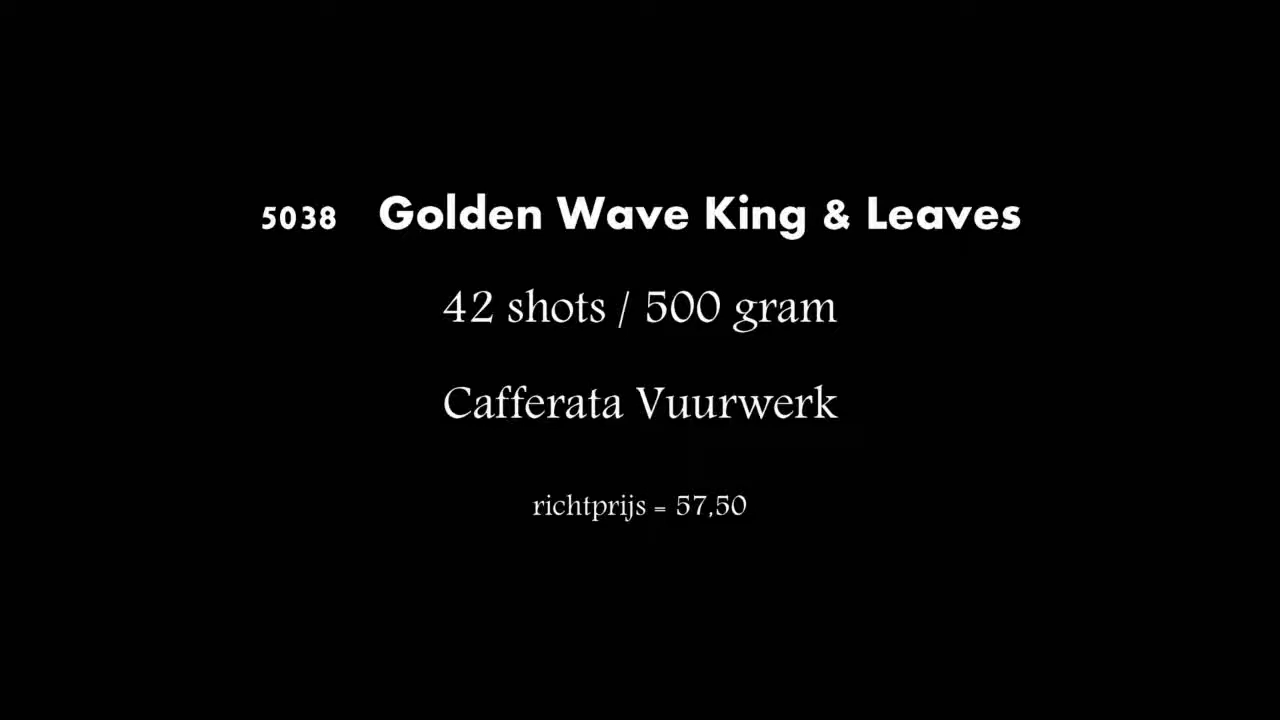 5038 Golden Wave King & Leaves
42 shots / 500 gram
Cafferata Vuurwerk
richtprijs = 57,50